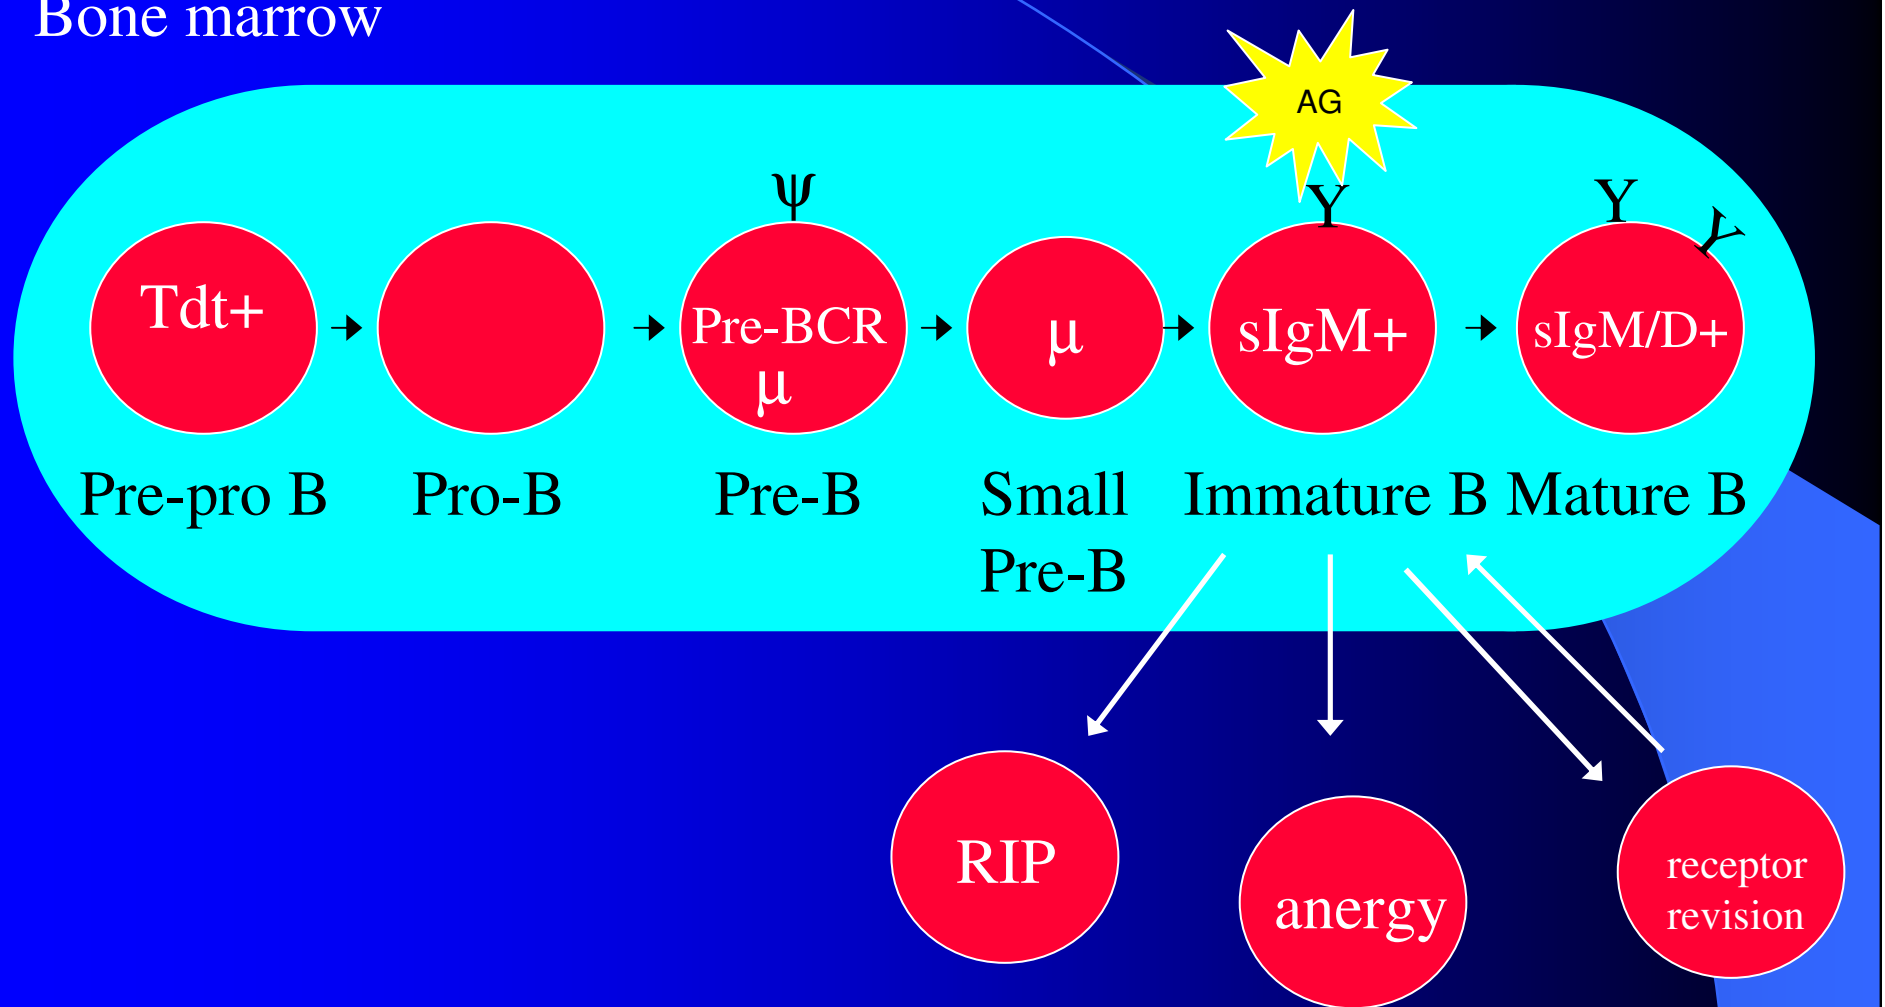 Bone marrow
AG
ψ
Y
Y
Y
Tdt+
Pre-BCR
μ
μ
sIgM+
sIgM/D+
Pre-pro B
Pro-B
Pre-B
Small
Pre-B
Immature B
Mature B
RIP
anergy
receptor
revision